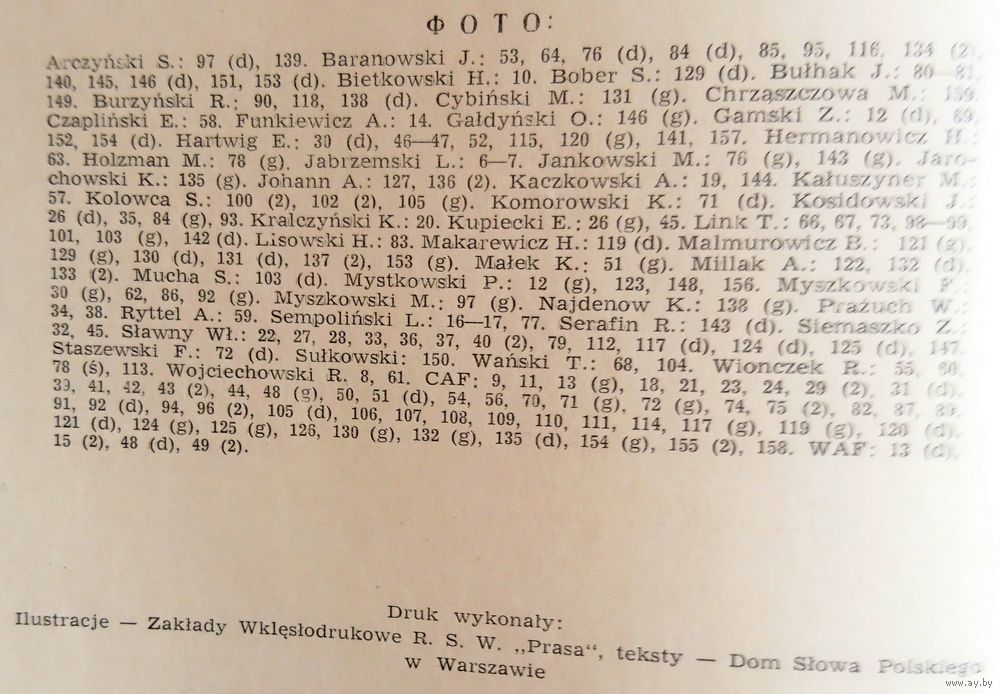 ФОТО:
Arczyński S.: 97 (d), 139. Baranowski J.: 53, 64, 76 (d), 84 (d), 85, 95, 116, 134 (2),
140, 145, 146 (d), 151, 153 (d). Bietkowski H.: 10. Bober S.: 129 (d). Bułhak J.: 80—81,
149. Burzyński R.: 90, 118, 138 (d). Cybiński M.: 131 (g). Chrząszczowa M.:
Czapliński E.: 58. Funkiewicz A.: 14. Gałdyński O.: 146 (g). Gamski Z.: 12 (d), 69,
152, 154 (d). Hartwig E.: 30 (d), 46—47, 52, 115, 120 (g), 141, 157. Hermanowicz H.:
63. Holzman M.: 78 (g). Jabrzemski L.: 6—7. Jankowski M.: 76 (g), 143 (g). Jaro-
chowski K.: 135 (g). Johann A.: 127, 136 (2). Kaczkowski A.: 19, 144. Kałuszyner M.:
57. Kolowca S.: 100 (2), 102 (2), 105 (g). Komorowski K.: 71 (d). Kosidowski J.:
26 (d), 35, 84 (g), 93. Kralczyński K.: 20. Kupiecki E.: 26 (g), 45. Link T.: 66, 67, 73, 98—99,
101, 103 (g), 142 (d). Lisowski H.: 83. Makarewicz H.: 119 (d). Malmurowicz B.: 121 (g),
129 (g), 130 (d), 131 (d), 137 (2), 153 (g). Małek K.: 51 (g). Millak A.: 122, 132 (d),
133 (2). Mucha S.: 103 (d). Mystkowski P.: 12 (g), 123, 148, 156. Myszkowski F.:
30 (g), 62, 86, 92 (g). Myszkowski M.: 97 (g). Najdenow K.: 138 (g). Prażuch W.:
34, 38. Ryttel A.: 59. Sempoliński L.: 16—17, 77. Serafin R.: 143 (d). Siemaszko Z.:
32, 45. Sławny Wł.: 22, 27, 28, 33, 36, 37, 40 (2), 79, 112, 117 (d), 124 (d), 125 (d), 147.
Staszewski F.: 72 (d). Sułkowski: 150. Wański T.: 68, 104. Wionczek R.: 55, 60,
78 (ś), 113. Wojciechowski R. 8, 61. CAF: 9, 11, 13 (g), 18, 21, 23, 24, 29 (2), 31 (d),
39, 41, 42, 43 (2), 44, 48 (g), 50, 51 (d), 54, 56, 70, 71 (g), 72 (g), 74, 75 (2), 82, 87, 89,
91, 92 (d), 94, 96 (2), 105 (d), 106, 107, 108, 109, 110, 111, 114, 117 (g), 119 (g), 120 (d),
121 (d), 124 (g), 125 (g), 126, 130 (g), 132 (g), 135 (d), 154 (g), 155 (2), 158. WAF: 13 (d),
15 (2), 48 (d), 49 (2).
Druk wykonały:
Ilustracje — Zakłady Wklęsłodrukowe R. S. W. „Prasa“, teksty — Dom Słowa Polskiego
w Warszawie
www.ay.by